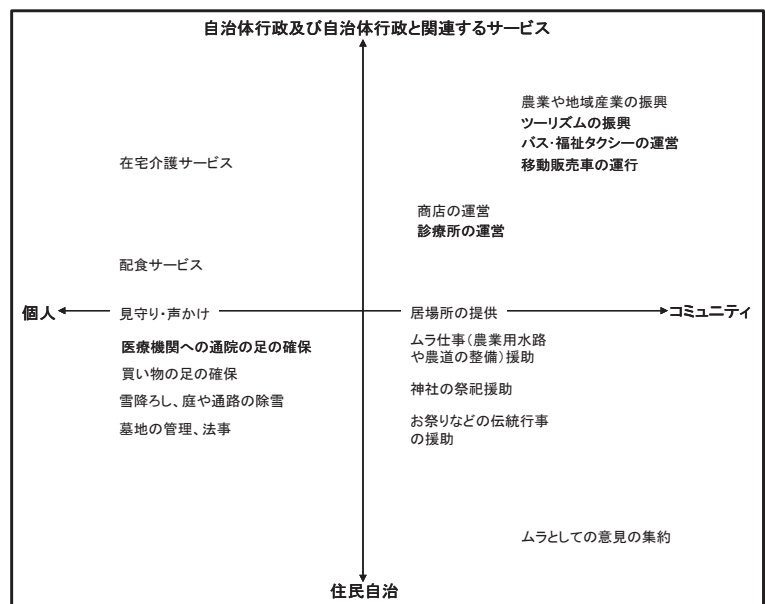 自治体行政及び自治体行政と関連するサービス
農業や地域産業の振興
ツーリズムの振興
バス・福祉タクシーの運営
移動販売車の運行
在宅介護サービス
商店の運営
診療所の運営
配食サービス
個人
見守り・声かけ
居場所の提供
コミュニティ
医療機関への通院の足の確保
買い物の足の確保
雪降ろし、庭や通路の除雪
墓地の管理、法事
ムラ仕事(農業用水路
や農道の整備)援助
神社の祭祀援助
お祭りなどの伝統行事
の援助
ムラとしての意見の集約
住民自治